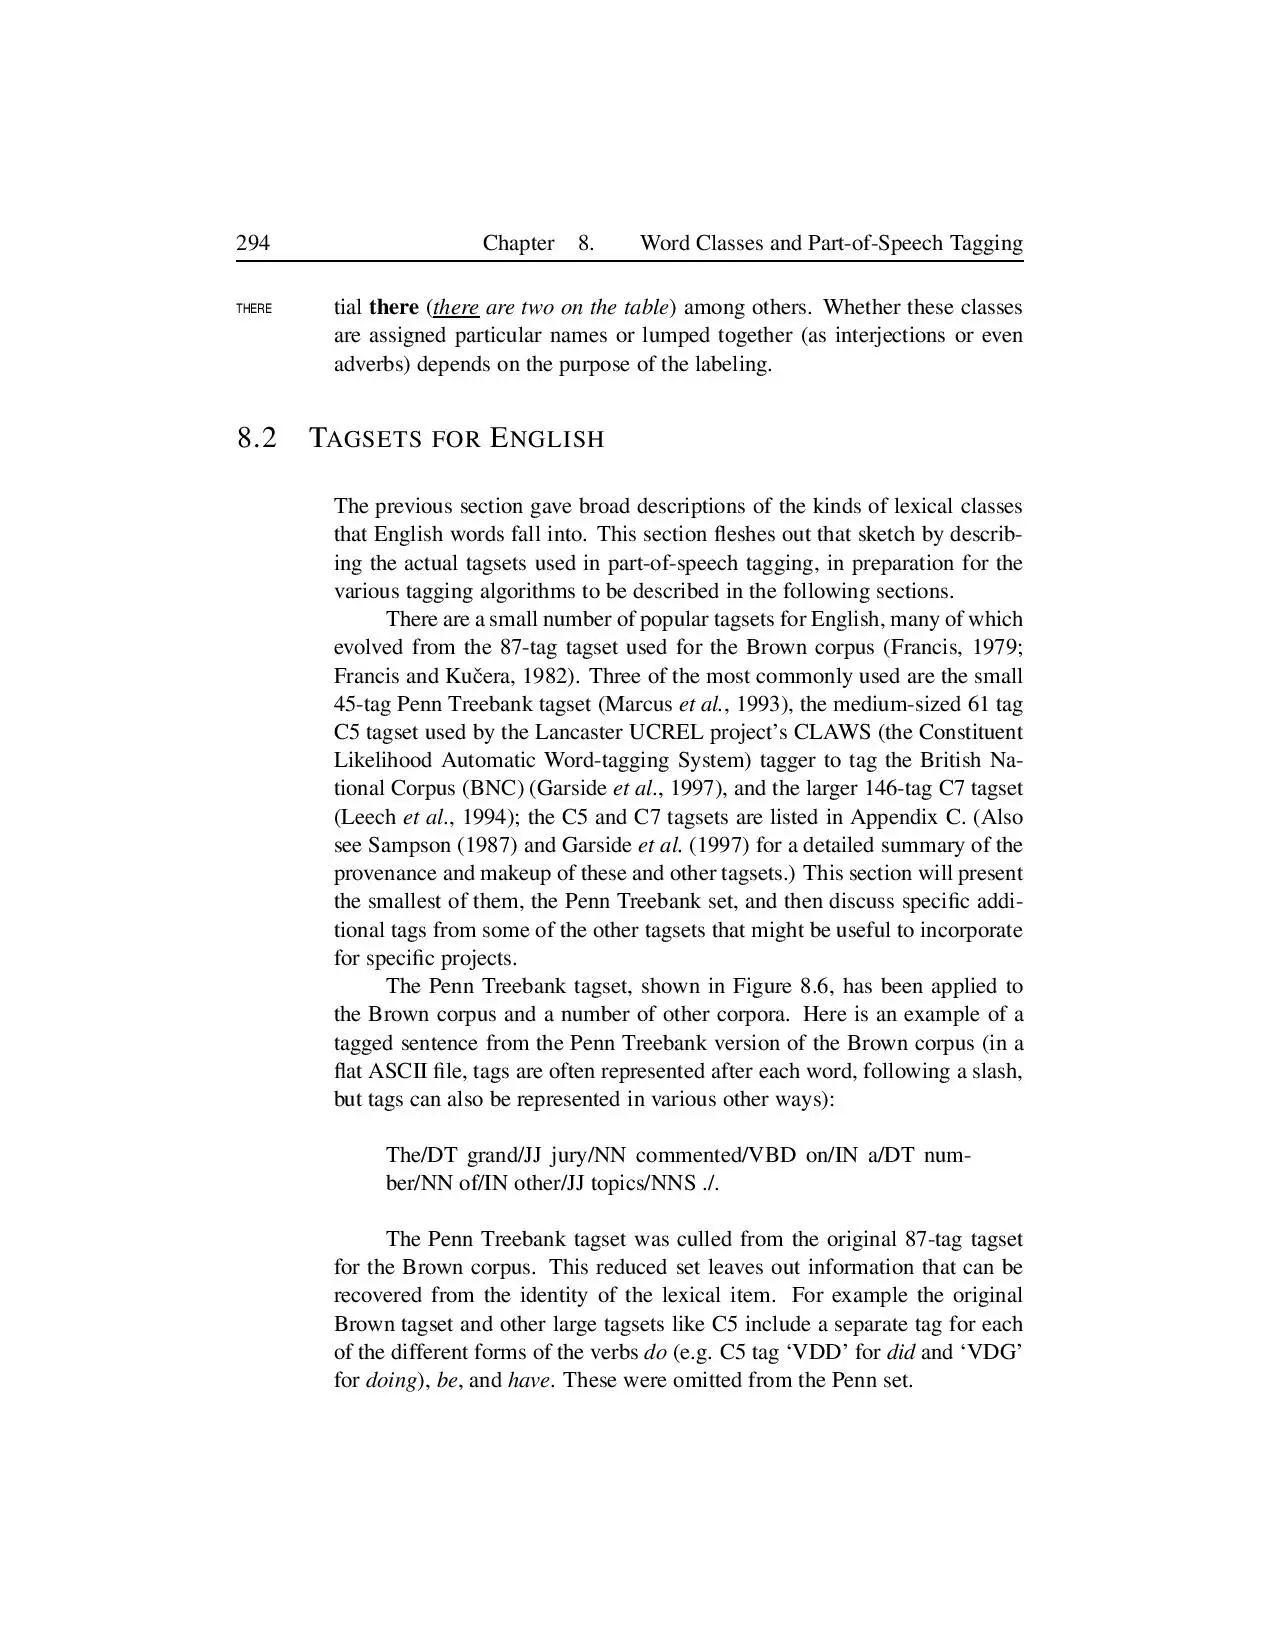 294 Chapter 8. Word Classes and Part-of-Speech Tagging
THERE tial there (there are two on the table) among others. Whether these classes
are assigned particular names or lumped together (as interjections or even
adverbs) depends on the purpose of the labeling.
8.2 TAGSETS FOR ENGLISH
The previous section gave broad descriptions of the kinds of lexical classes
that English words fall into. This section fleshes out that sketch by describ-
ing the actual tagsets used in part-of-speech tagging, in preparation for the
various tagging algorithms to be described in the following sections.
There are a small number of popular tagsets for English, many of which
evolved from the 87-tag tagset used for the Brown corpus (Francis, 1979;
Francis and Kučera, 1982). Three of the most commonly used are the small
45-tag Penn Treebank tagset (Marcus et al., 1993), the medium-sized 61 tag
C5 tagset used by the Lancaster UCREL project's CLAWS (the Constituent
Likelihood Automatic Word-tagging System) tagger to tag the British Na-
tional Corpus (BNC) (Garside et al., 1997), and the larger 146-tag C7 tagset
(Leech et al., 1994); the C5 and C7 tagsets are listed in Appendix C. (Also
see Sampson (1987) and Garside et al. (1997) for a detailed summary of the
provenance and makeup of these and other tagsets.) This section will present
the smallest of them, the Penn Treebank set, and then discuss specific addi-
tional tags from some of the other tagsets that might be useful to incorporate
for specific projects.
The Penn Treebank tagset, shown in Figure 8.6, has been applied to
the Brown corpus and a number of other corpora. Here is an example of a
tagged sentence from the Penn Treebank version of the Brown corpus (in a
flat ASCII file, tags are often represented after each word, following a slash,
but tags can also be represented in various other ways):
The/DT grand/JJ jury/NN commented/VBD on/IN a/DT num-
ber/NN of/IN other/JJ topics/NNS ./.
The Penn Treebank tagset was culled from the original 87-tag tagset
for the Brown corpus. This reduced set leaves out information that can be
recovered from the identity of the lexical item. For example the original
Brown tagset and other large tagsets like C5 include a separate tag for each
of the different forms of the verbs do (e.g. C5 tag ‘VDD’ for did and ‘VDG’
for doing), be, and have. These were omitted from the Penn set.